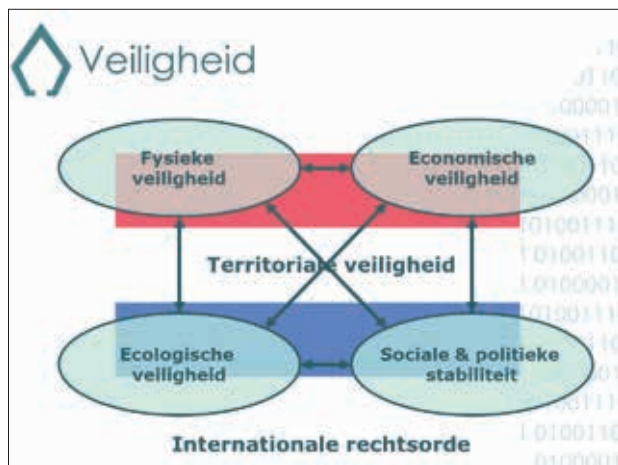 Veiligheid
Fysieke
veiligheid
Economische
veiligheid
Territoriale veiligheid
Ecologische
veiligheid
Sociale & politieke
stabiliteit
Internationale rechtsorde